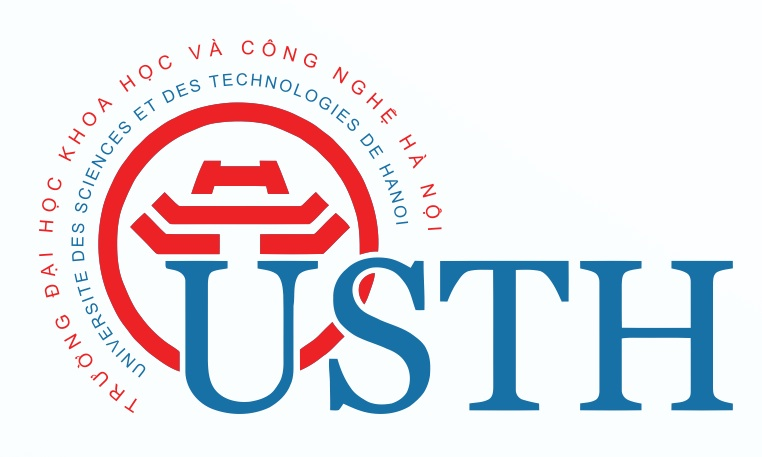 TRƯỜNG ĐẠI HỌC KHOA HỌC VÀ CÔNG NGHỆ HÀ NỘI
UNIVERSITE DES SCIENCES ET DES TECHNOLOGIES DE HANOI
USTH